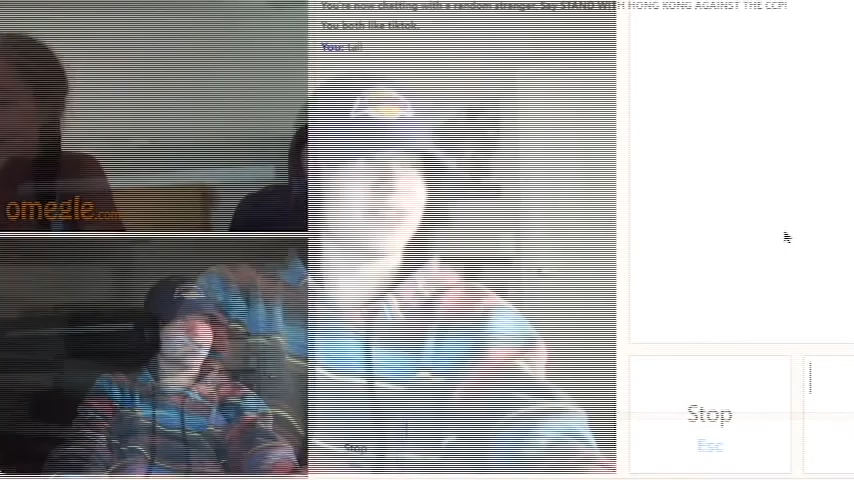 You're now chatting with a random stranger. Say STAND WITH HONG KONG AGAINST THE CCP!
You both like tiktok.
You:
omegle.com
Stop
Stop
Esc